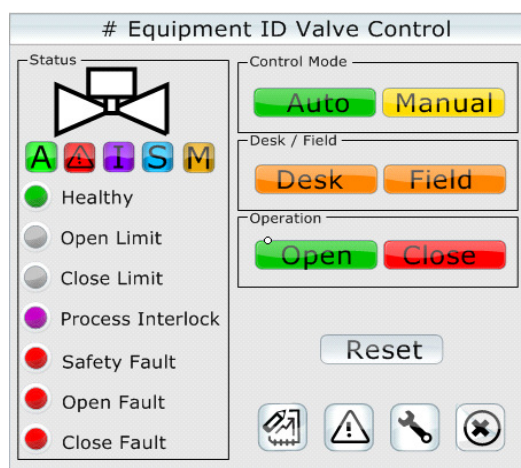 # Equipment ID Valve Control
Status
A I S M
Healthy
Open Limit
Close Limit
Process Interlock
Safety Fault
Open Fault
Close Fault
Control Mode
Auto Manual
Desk / Field
Desk Field
Operation
Open Close
Reset